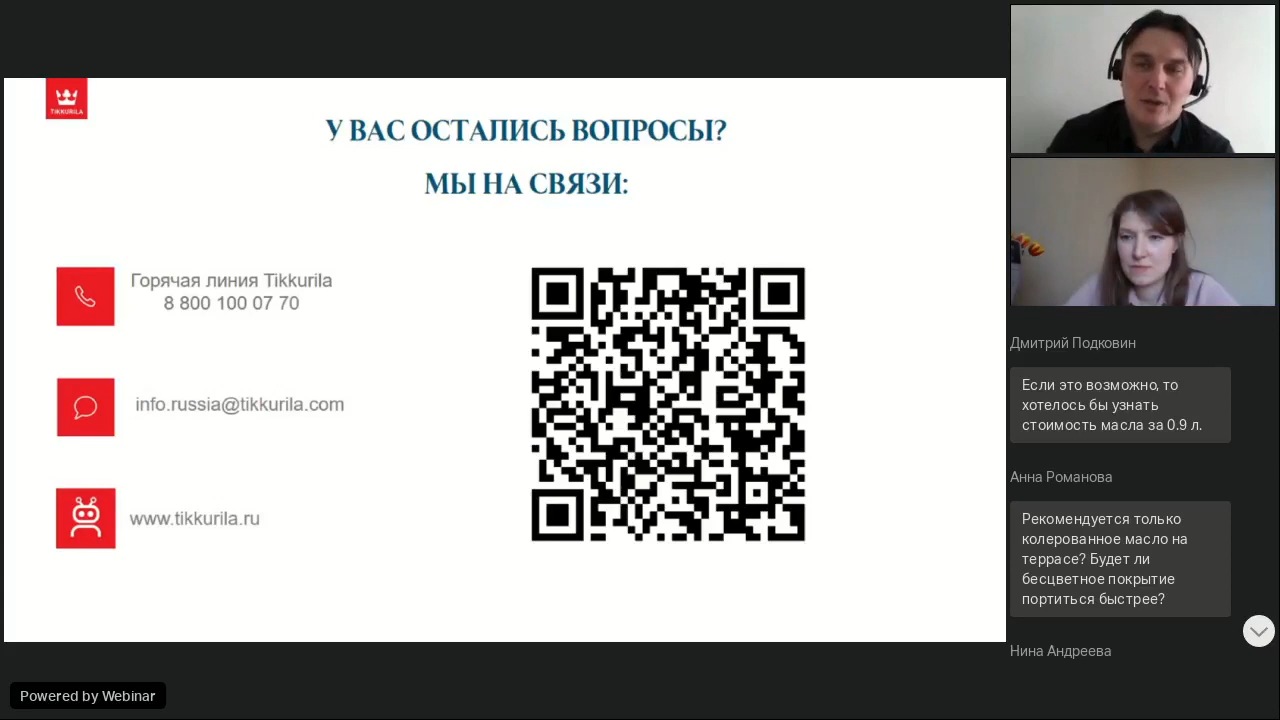 TIKKURILA
У ВАС ОСТАЛИСЬ ВОПРОСЫ?
МЫ НА СВЯЗИ:
Горячая линия Tikkurila
8 800 100 07 70
info.russia@tikkurila.com
www.tikkurila.ru
Дмитрий Подковин
Если это возможно, то
хотелось бы узнать
стоимость масла за 0.9 л.
Анна Романова
Рекомендуется только
колерованное масло на
террасе? Будет ли
бесцветное покрытие
портиться быстрее?
Нина Андреева
Powered by Webinar